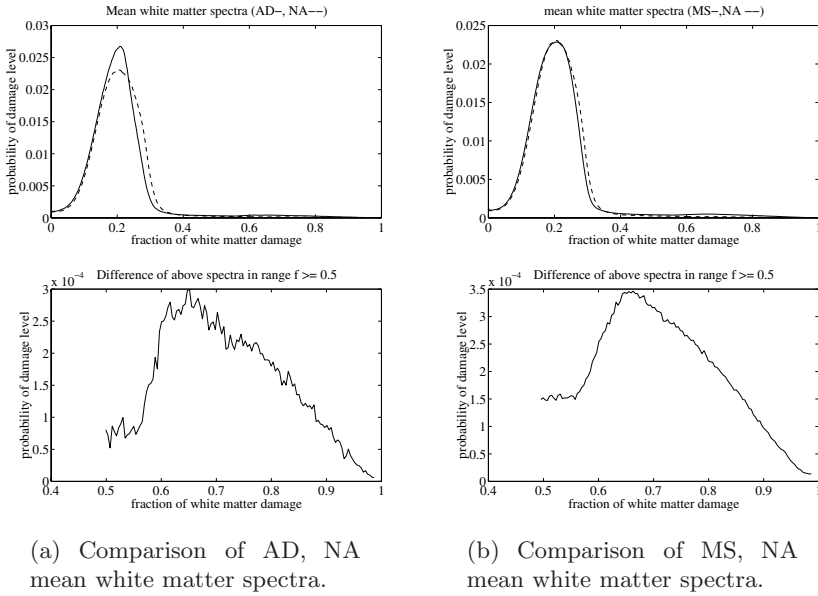 Mean white matter spectra (AD−, NA−−)
0.03
0.025
0.02
0.015
0.01
0.005
0
probability of damage level
0 0.2 0.4 0.6 0.8 1
fraction of white matter damage
mean white matter spectra (MS−,NA −−)
0.025
0.02
0.015
0.01
0.005
0
probability of damage level
0 0.2 0.4 0.6 0.8 1
fraction of white matter damage
x 10⁻⁴ Difference of above spectra in range f >= 0.5
3
2.5
2
1.5
1
0.5
0
probability of damage level
0.4 0.5 0.6 0.7 0.8 0.9 1
fraction of white matter damage
x 10⁻⁴ Difference of above spectra in range f >= 0.5
3.5
3
2.5
2
1.5
1
0.5
0
probability of damage level
0.4 0.5 0.6 0.7 0.8 0.9 1
fraction of white matter damage
(a) Comparison of AD, NA
mean white matter spectra.
(b) Comparison of MS, NA
mean white matter spectra.